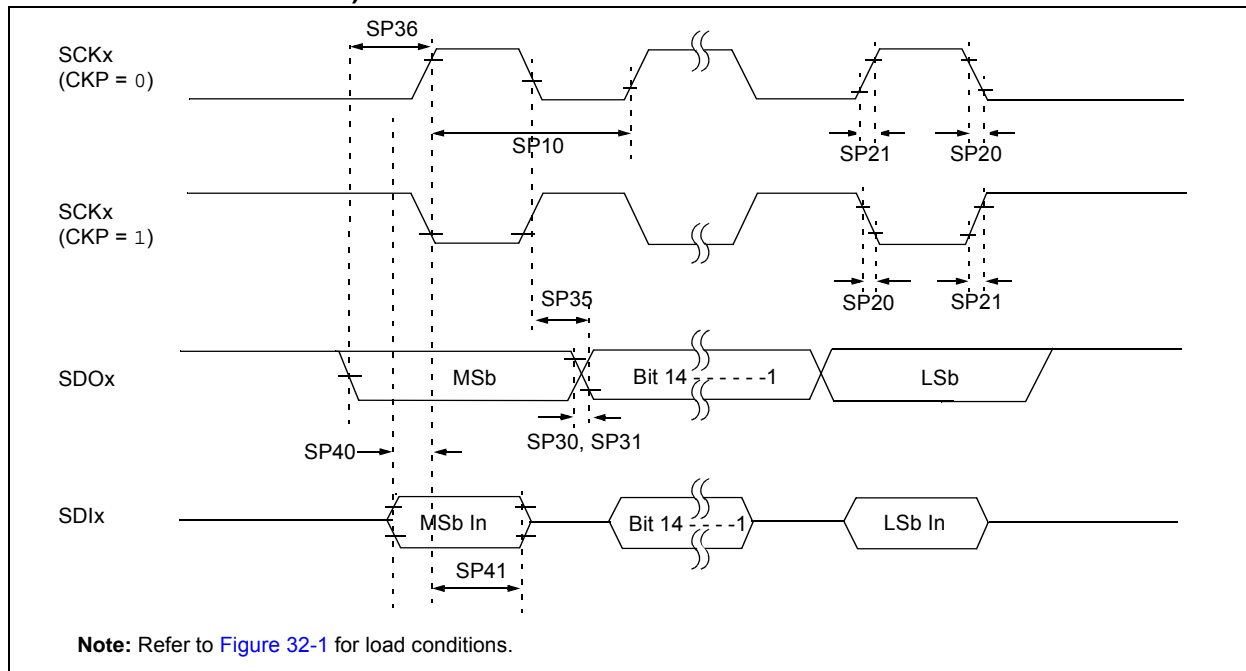 SP36
SCKx
(CKP = 0)
SP10
SP21
SP20
SCKx
(CKP = 1)
SP35
SP20
SP21
SDOx
MSb
Bit 14 - - - - - -1
LSb
SP40
SP30, SP31
SDIx
MSb In
Bit 14 - - - -1
LSb In
SP41
Note: Refer to Figure 32-1 for load conditions.